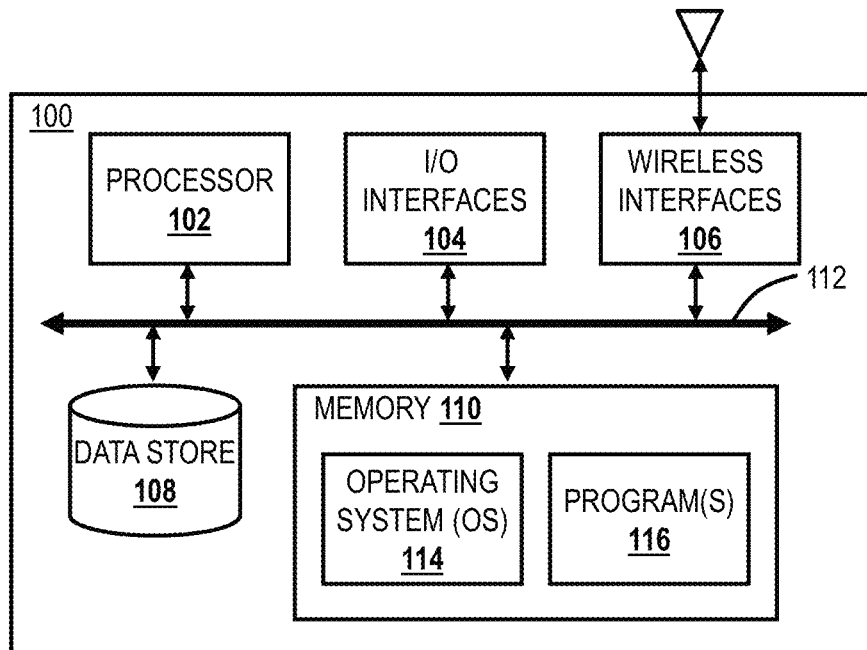 100
PROCESSOR
102
I/O
INTERFACES
104
WIRELESS
INTERFACES
106
112
DATA STORE
108
MEMORY 110
OPERATING
SYSTEM (OS)
114
PROGRAM(S)
116